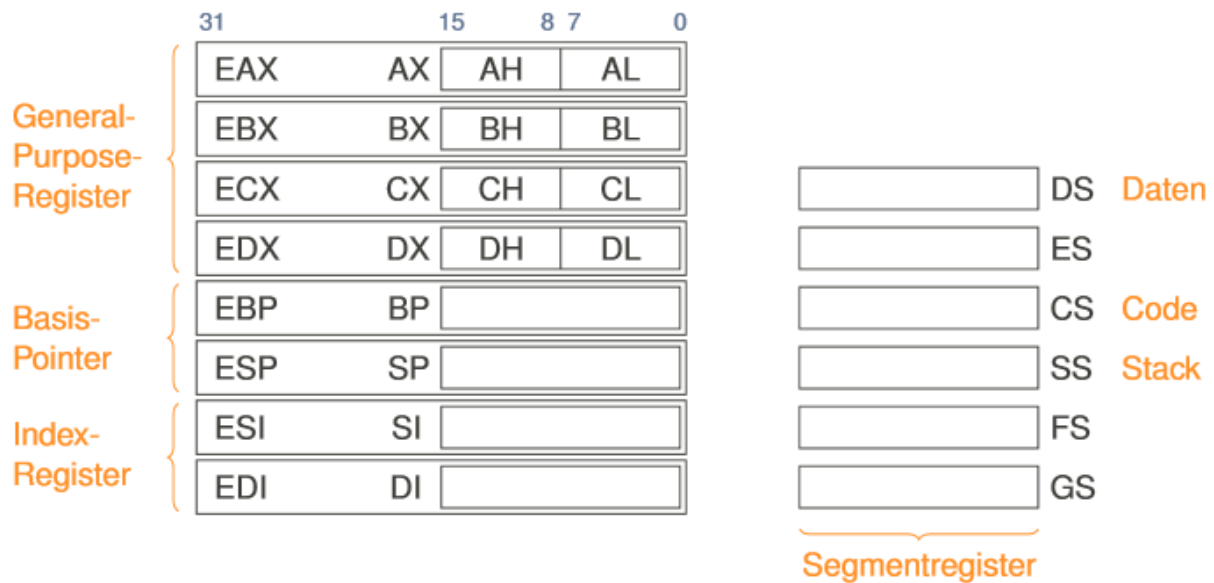 31 15 8 7 0
General-
Purpose-
Register
EAX AX AH AL
EBX BX BH BL
ECX CX CH CL
EDX DX DH DL
Basis-
Pointer
EBP BP
ESP SP
Index-
Register
ESI SI
EDI DI
DS Daten
ES
CS Code
SS Stack
FS
GS
Segmentregister